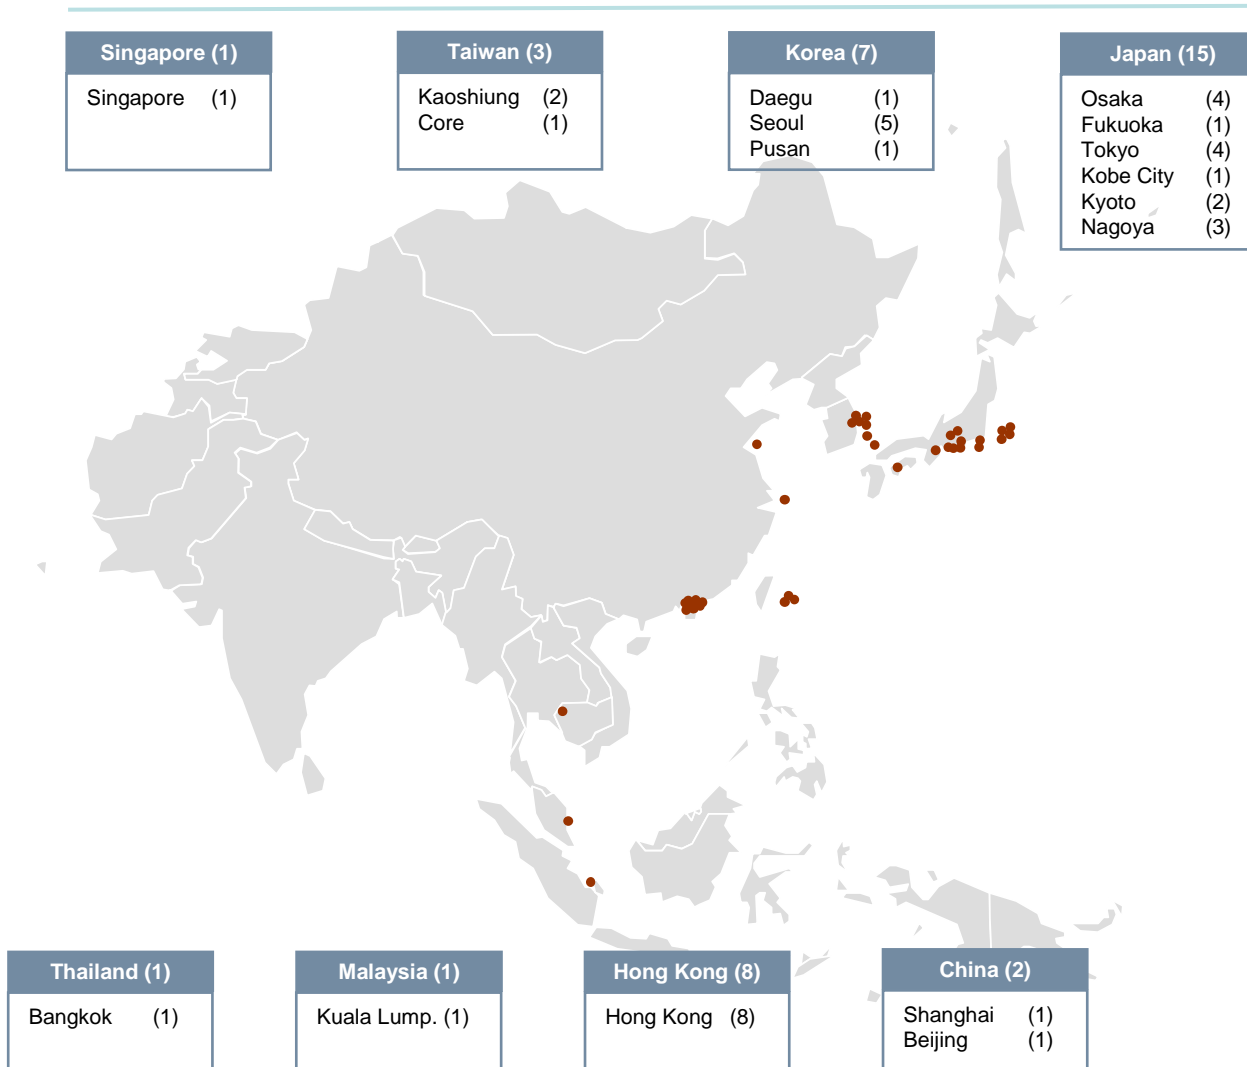 Singapore (1)
Singapore (1)
Taiwan (3)
Kaoshiung (2)
Core (1)
Korea (7)
Daegu (1)
Seoul (5)
Pusan (1)
Japan (15)
Osaka (4)
Fukuoka (1)
Tokyo (4)
Kobe City (1)
Kyoto (2)
Nagoya (3)
Thailand (1)
Bangkok (1)
Malaysia (1)
Kuala Lump. (1)
Hong Kong (8)
Hong Kong (8)
China (2)
Shanghai (1)
Beijing (1)